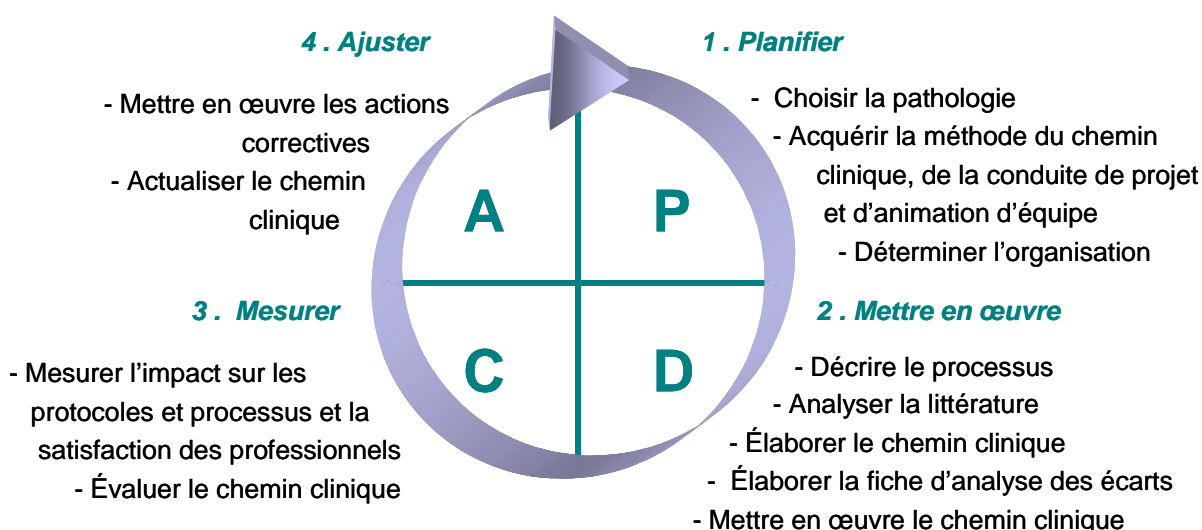 4 . Ajuster
- Mettre en œuvre les actions
correctives
- Actualiser le chemin
clinique
1 . Planifier
- Choisir la pathologie
- Acquérir la méthode du chemin
clinique, de la conduite de projet
et d’animation d’équipe
- Déterminer l’organisation
A
P
3 . Mesurer
- Mesurer l’impact sur les
protocoles et processus et la
satisfaction des professionnels
- Évaluer le chemin clinique
C
D
2 . Mettre en œuvre
- Décrire le processus
- Analyser la littérature
- Élaborer le chemin clinique
- Élaborer la fiche d’analyse des écarts
- Mettre en œuvre le chemin clinique